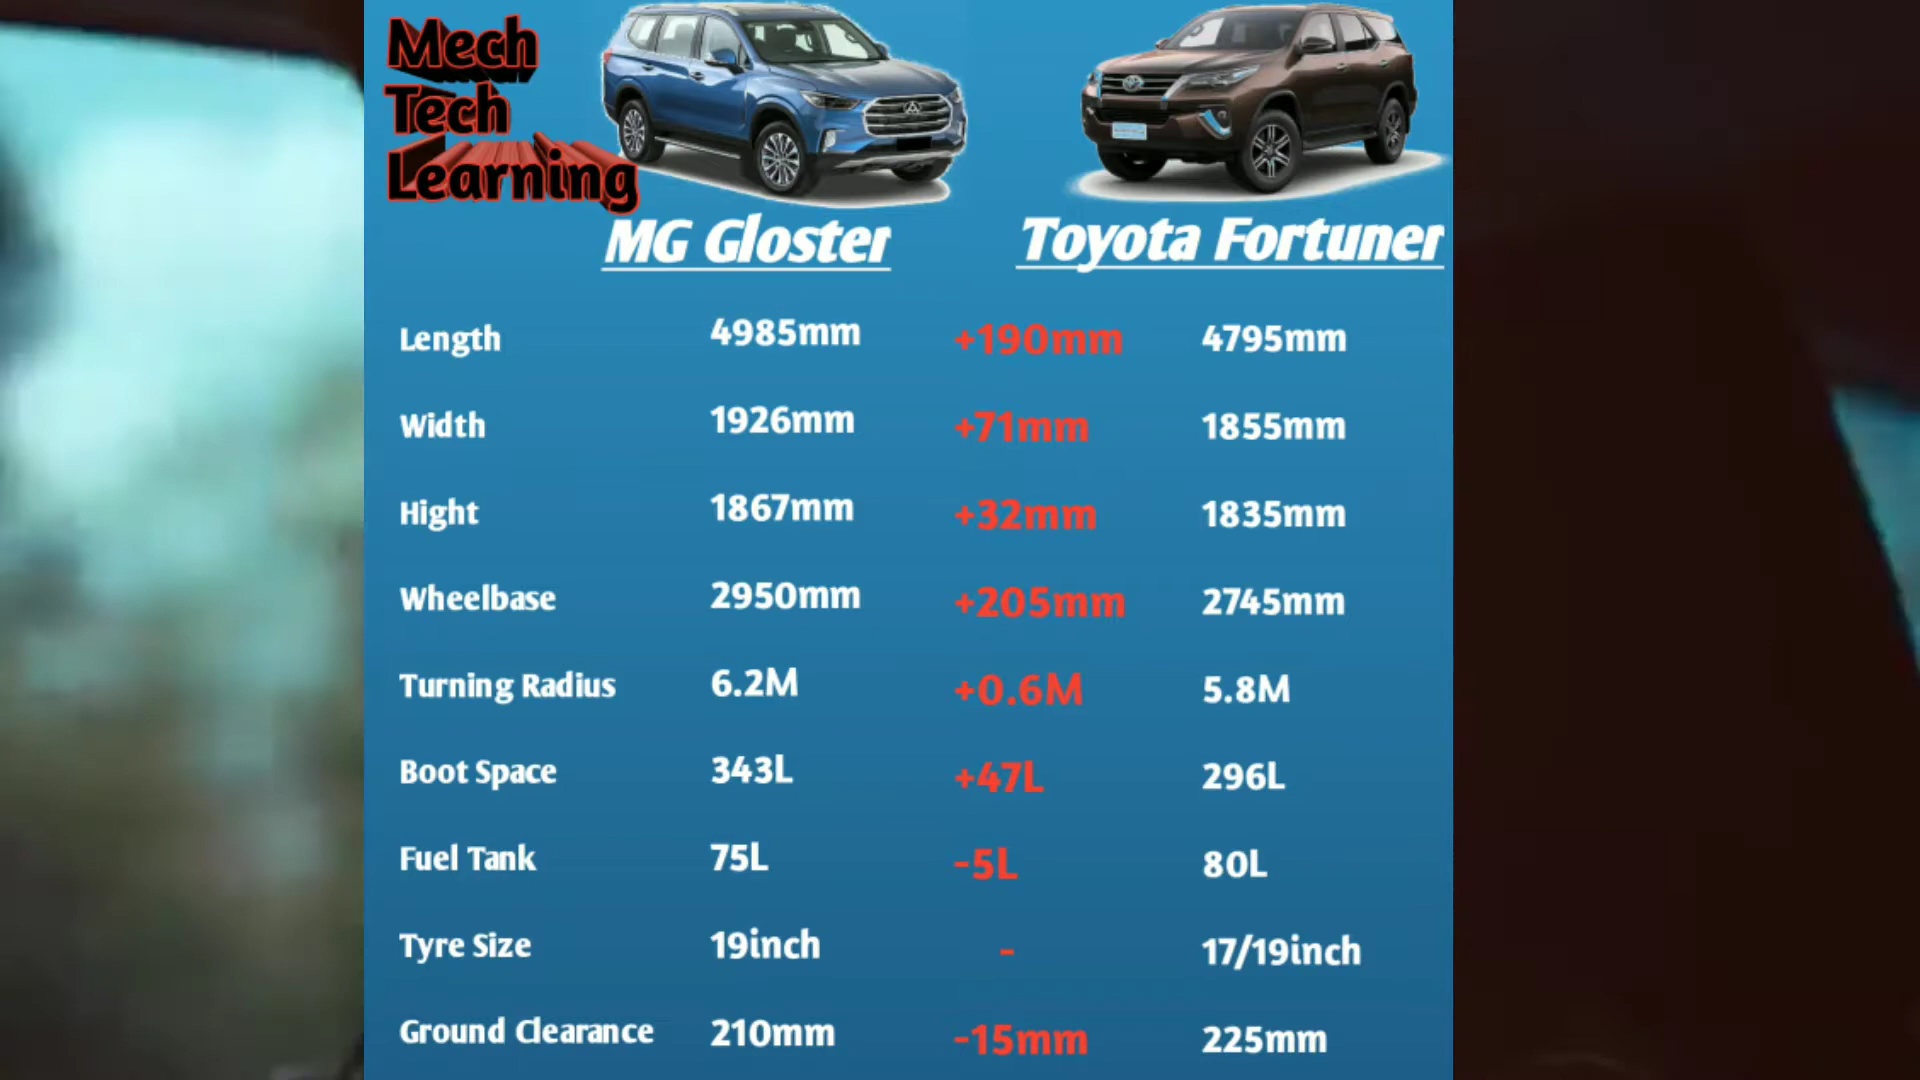 Mech
Tech
Learning
MG Gloster Toyota Fortuner
Length 4985mm +190mm 4795mm
Width 1926mm +71mm 1855mm
Hight 1867mm +32mm 1835mm
Wheelbase 2950mm +205mm 2745mm
Turning Radius 6.2M +0.6M 5.8M
Boot Space 343L +47L 296L
Fuel Tank 75L -5L 80L
Tyre Size 19inch - 17/19inch
Ground Clearance 210mm -15mm 225mm